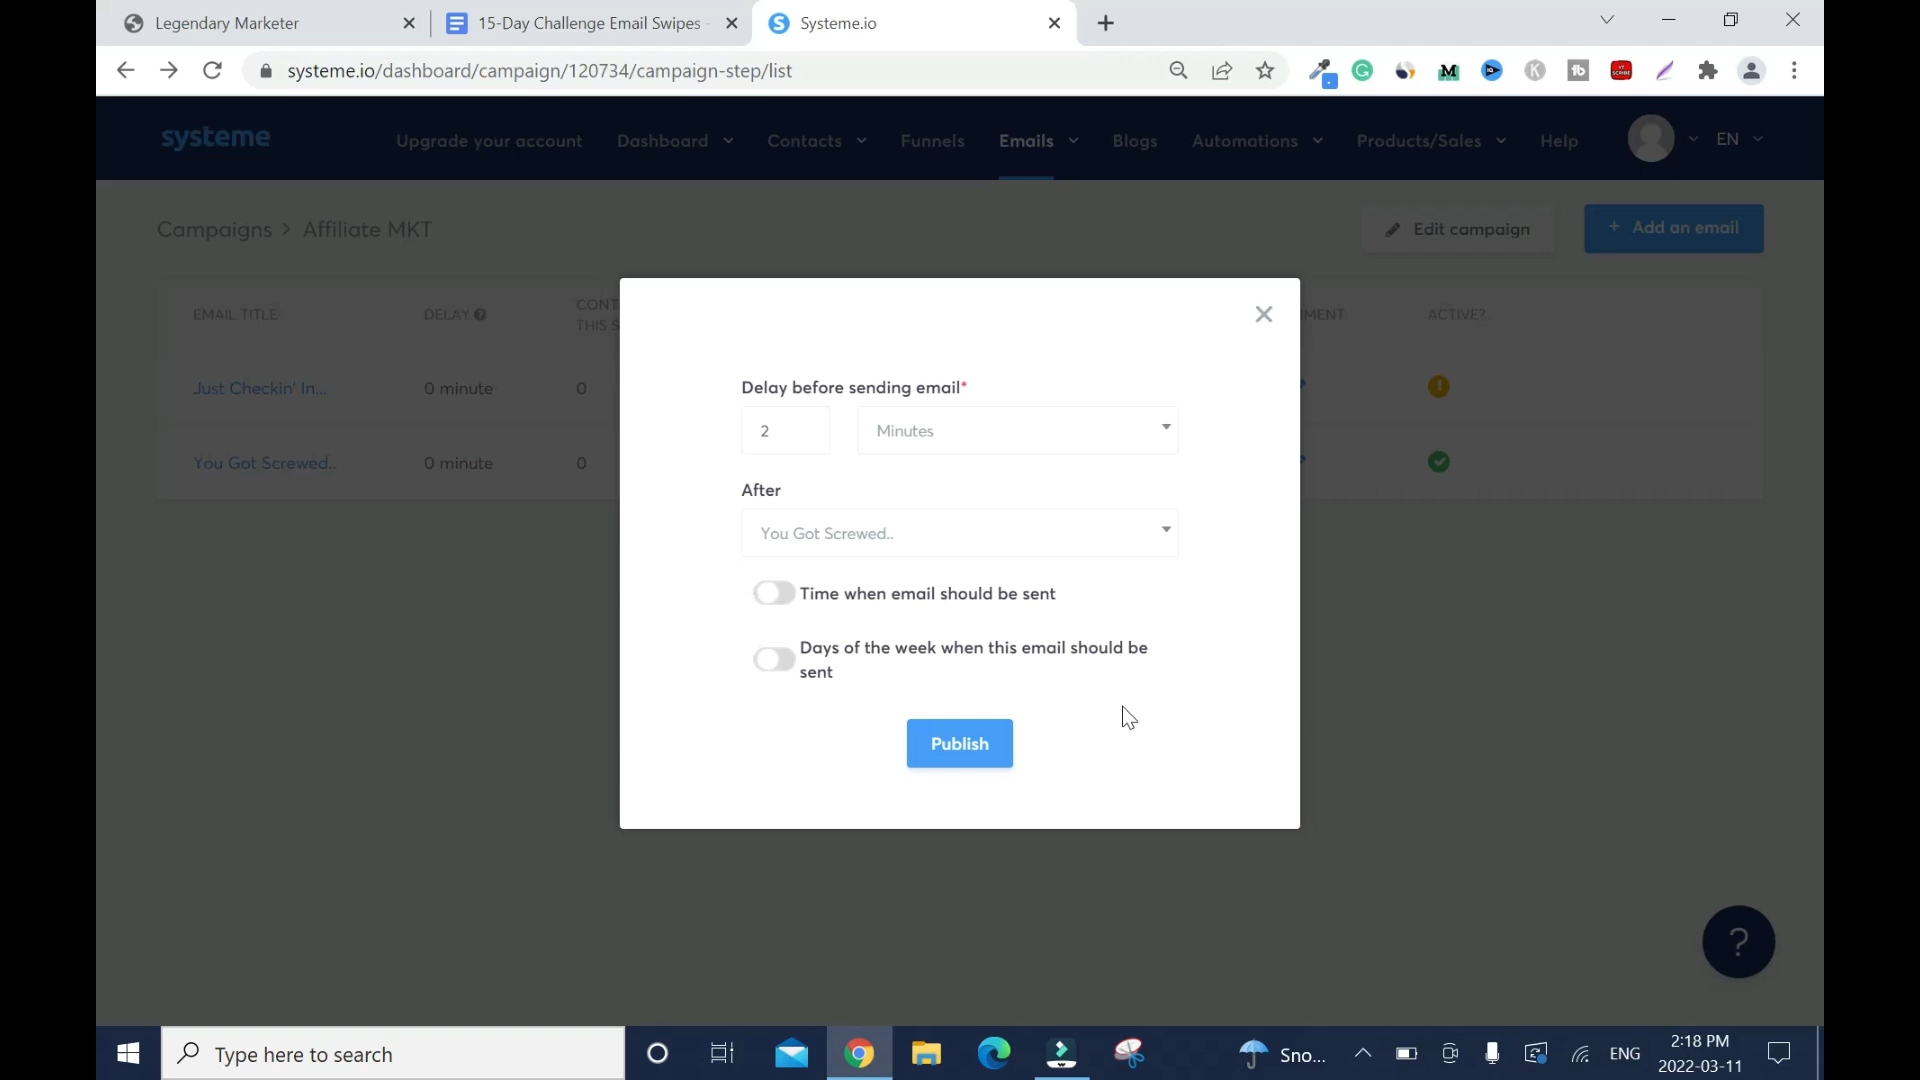 Legendary Marketer
15-Day Challenge Email Swipes -
Systeme.io
systeme.io/dashboard/campaign/120734/campaign-step/list
systeme
Upgrade your account
Dashboard
Contacts
Funnels
Emails
Blogs
Automations
Products/Sales
Help
EN
Campaigns > Affiliate MKT
Edit campaign
+ Add an email
EMAIL TITLE
DELAY
CONT
THIS S
MENT
ACTIVE?
Just Checkin' In...
0 minute
0
You Got Screwed..
0 minute
0
Delay before sending email*
2
Minutes
After
You Got Screwed..
Time when email should be sent
Days of the week when this email should be
sent
Publish
?
Type here to search
Sno...
ENG
2:18 PM
2022-03-11